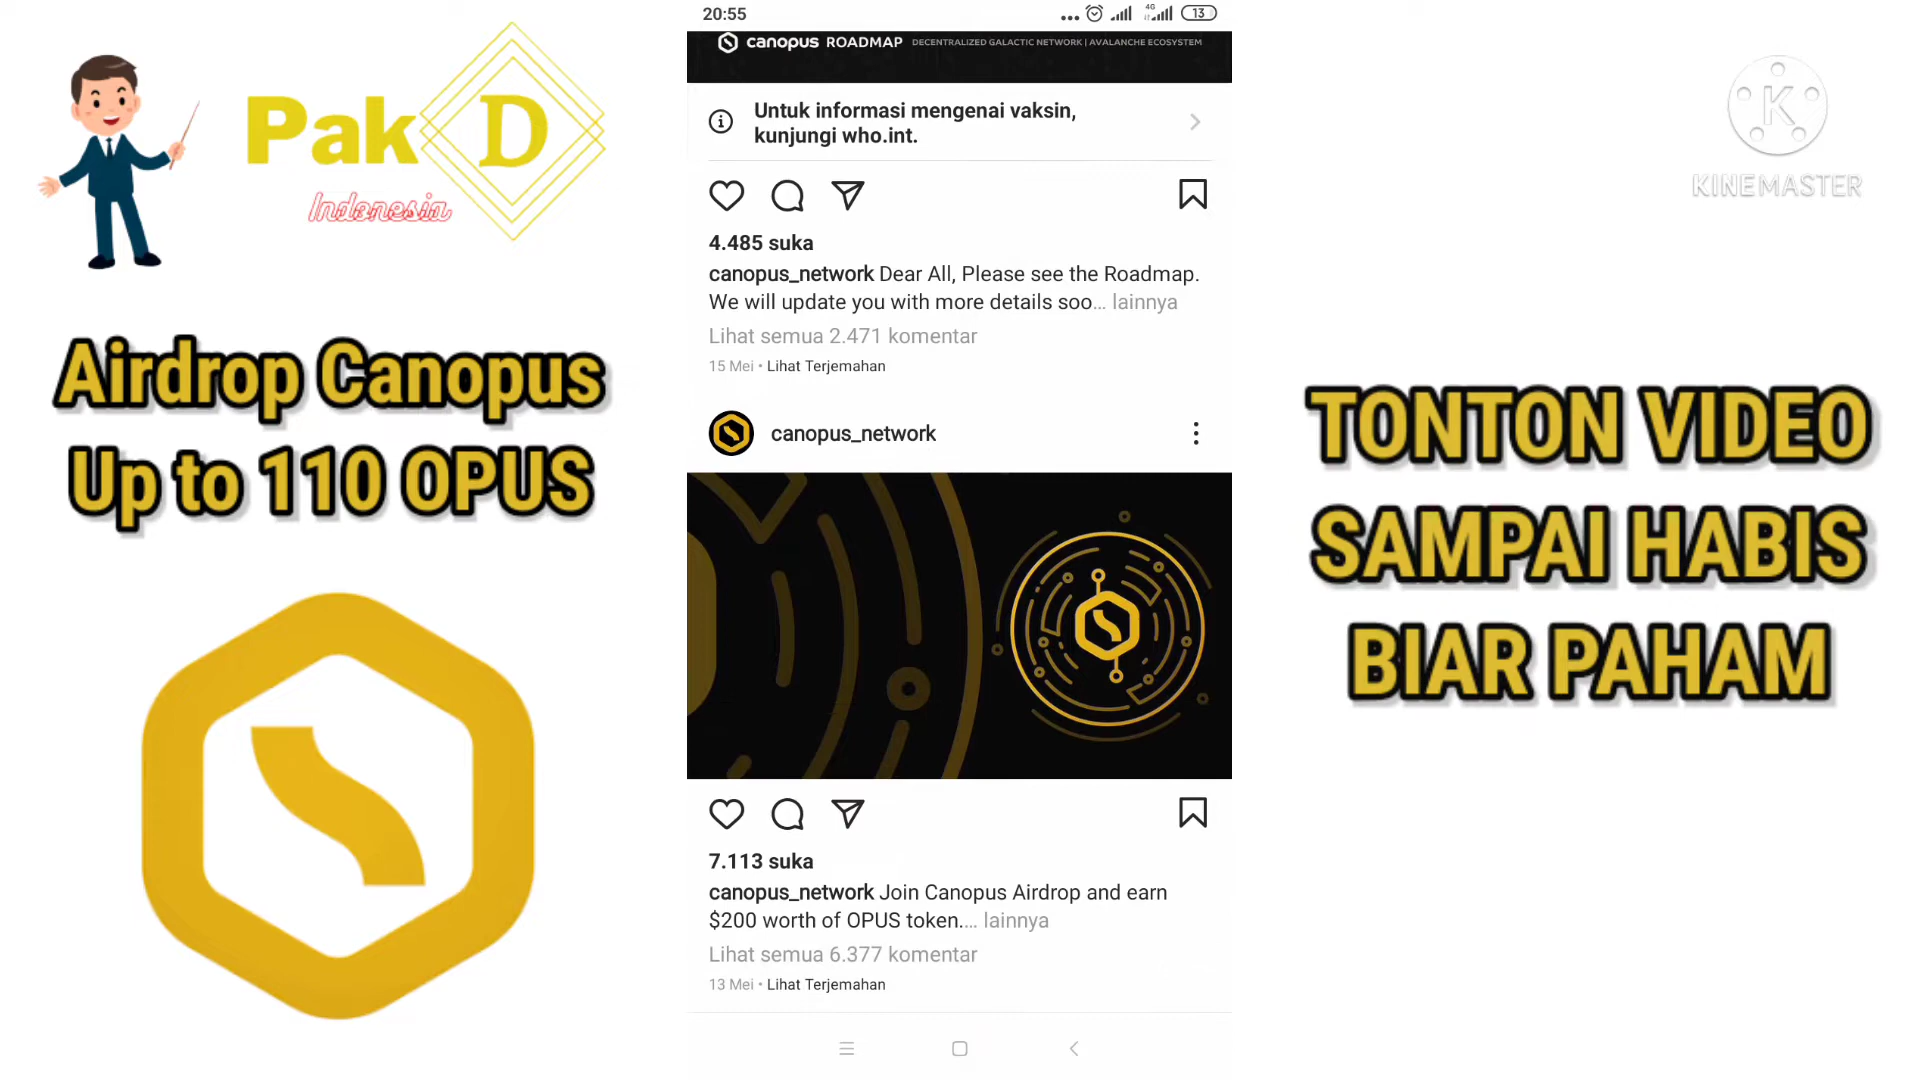 Pak D
Indonesia
Airdrop Canopus
Up to 110 OPUS
20:55
4G
13
canopus ROADMAP DECENTRALIZED GALACTIC NETWORK | AVALANCHE ECOSYSTEM
Untuk informasi mengenai vaksin,
kunjungi who.int.
4.485 suka
canopus_network Dear All, Please see the Roadmap.
We will update you with more details soo... lainnya
Lihat semua 2.471 komentar
15 Mei • Lihat Terjemahan
canopus_network
7.113 suka
canopus_network Join Canopus Airdrop and earn
$200 worth of OPUS token.... lainnya
Lihat semua 6.377 komentar
13 Mei • Lihat Terjemahan
K
KINEMASTER
TONTON VIDEO
SAMPAI HABIS
BIAR PAHAM